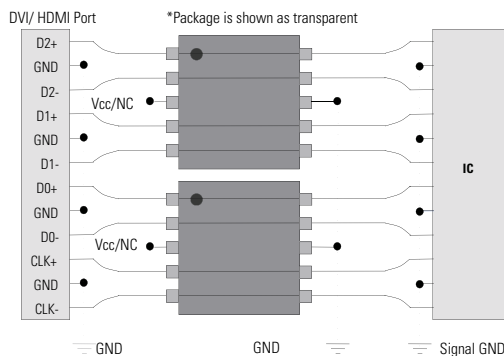 DVI/ HDMI Port
*Package is shown as transparent
D2+
GND
D2-
Vcc/NC
D1+
GND
D1-
IC
D0+
GND
D0-
Vcc/NC
CLK+
GND
CLK-
GND
GND
Signal GND